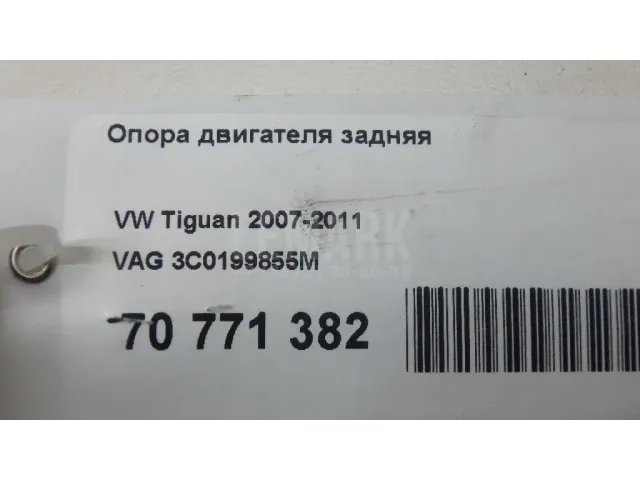 Опора двигателя задняя
VW Tiguan 2007-2011
VAG 3C0199855M
70 771 382